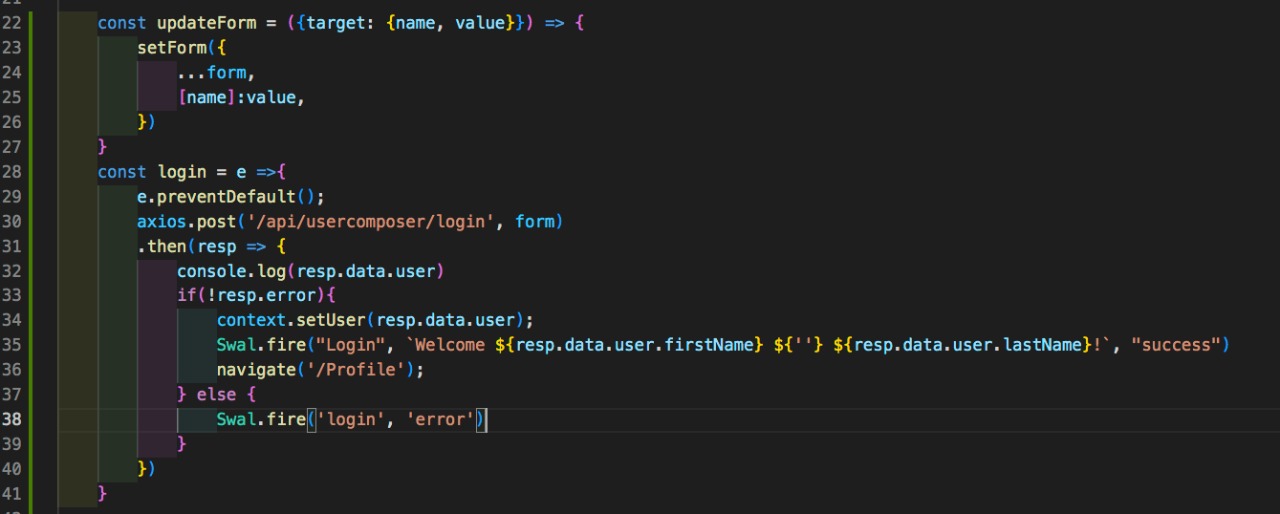 22 const updateForm = ({target: {name, value}}) => {
23 setForm({
24 ...form,
25 [name]:value,
26 })
27 }
28 const login = e =>{
29 e.preventDefault();
30 axios.post('/api/usercomposer/login', form)
31 .then(resp => {
32 console.log(resp.data.user)
33 if(!resp.error){
34 context.setUser(resp.data.user);
35 Swal.fire("Login", `Welcome ${resp.data.user.firstName} ${''} ${resp.data.user.lastName}!`, "success")
36 navigate('/Profile');
37 } else {
38 Swal.fire('login', 'error')
39 }
40 })
41 }